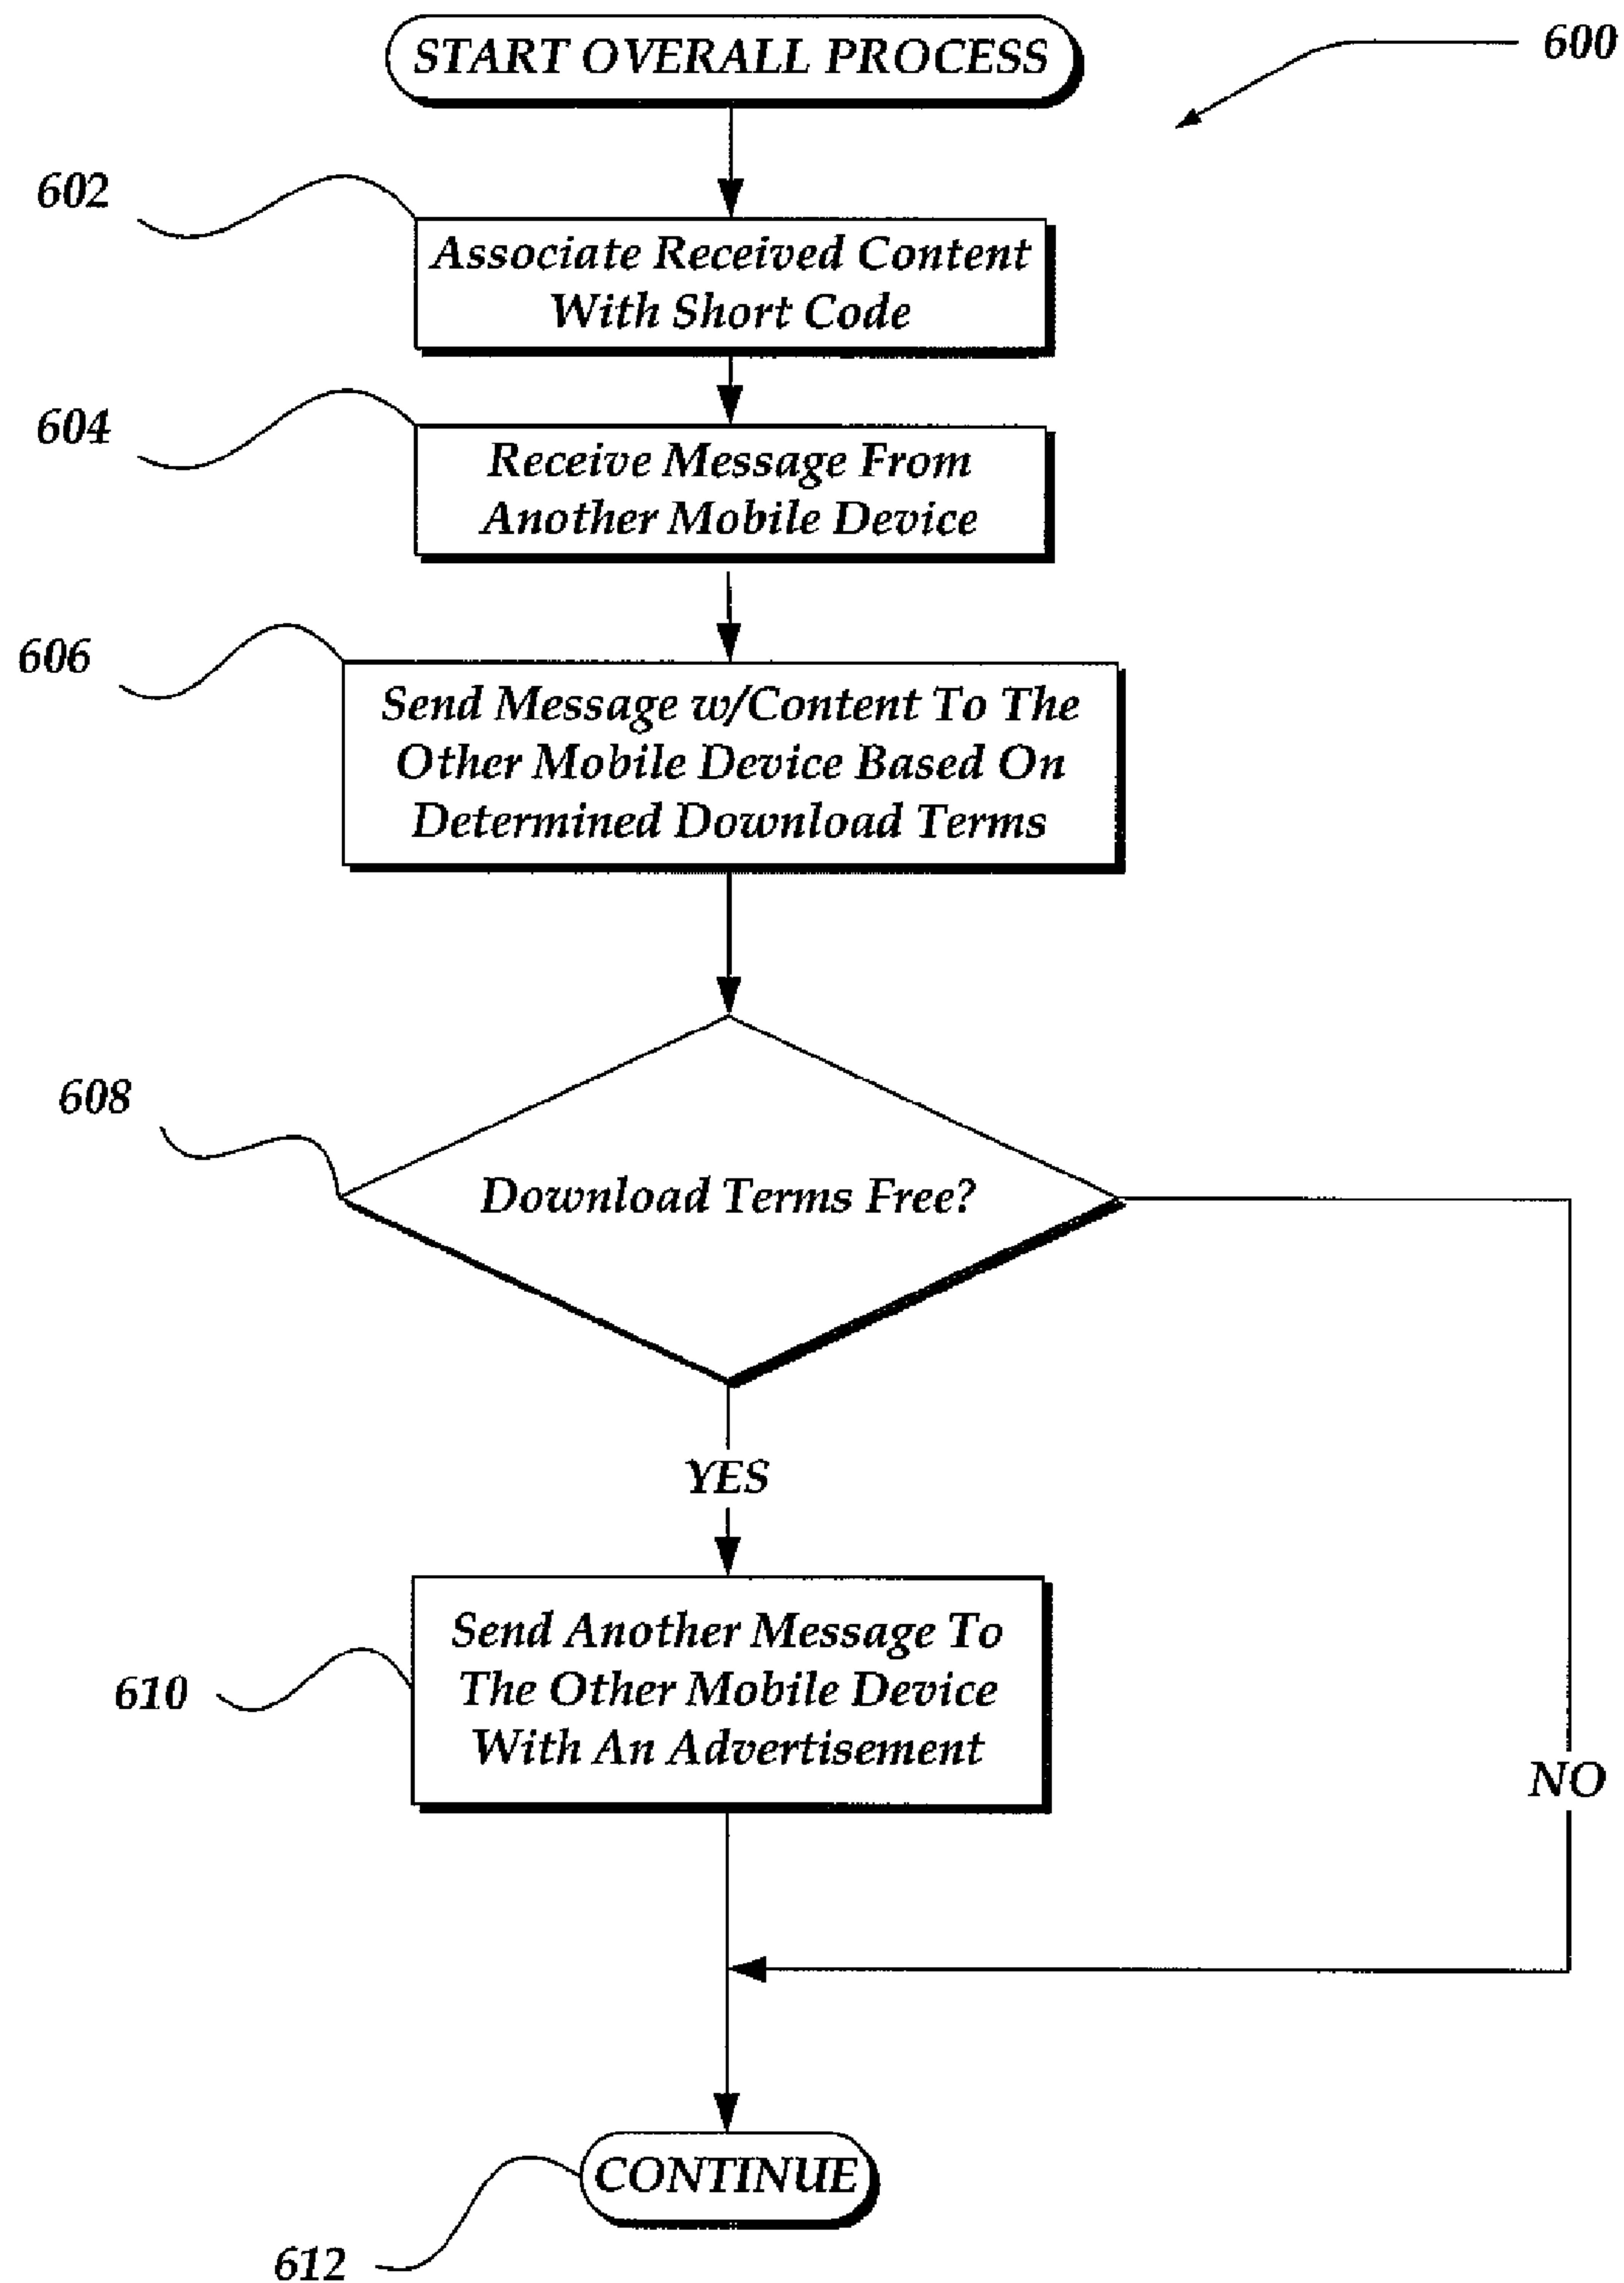 START OVERALL PROCESS
600
602
Associate Received Content
With Short Code
604
Receive Message From
Another Mobile Device
606
Send Message w/Content To The
Other Mobile Device Based On
Determined Download Terms
608
Download Terms Free?
YES
Send Another Message To
The Other Mobile Device
With An Advertisement
610
NO
CONTINUE
612